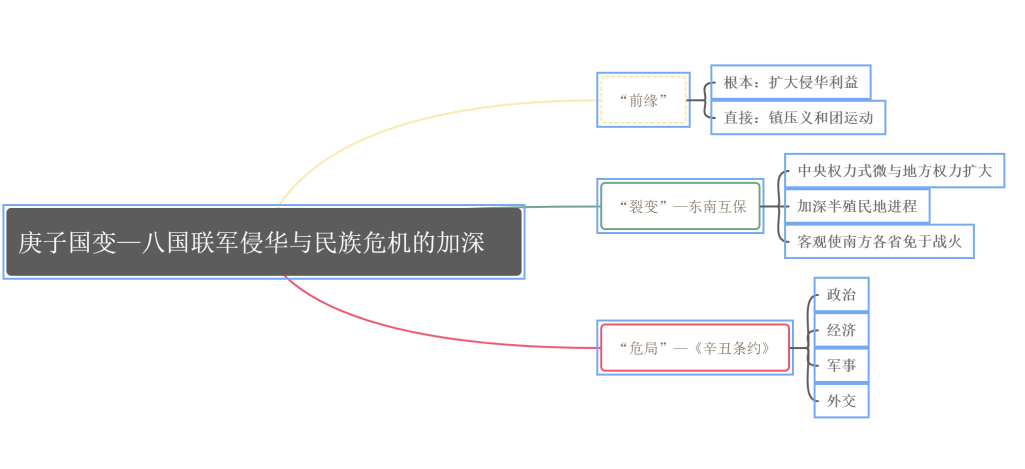 庚子国变—八国联军侵华与民族危机的加深
“前缘”
根本：扩大侵华利益
直接：镇压义和团运动
“裂变”—东南互保
中央权力式微与地方权力扩大
加深半殖民地进程
客观使南方各省免于战火
“危局”—《辛丑条约》
政治
经济
军事
外交